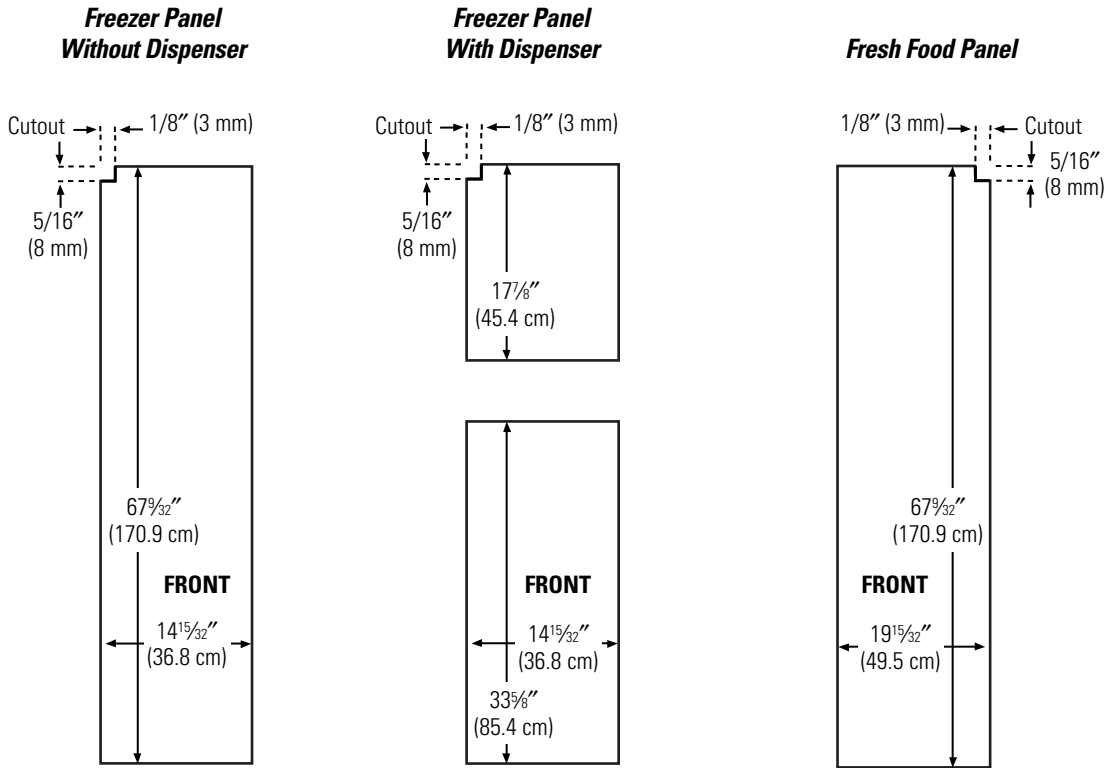 Freezer Panel
Without Dispenser
Cutout
1/8″ (3 mm)
5/16″
(8 mm)
67 9/32″
(170.9 cm)
FRONT
14 15/32″
(36.8 cm)
Freezer Panel
With Dispenser
Cutout
1/8″ (3 mm)
5/16″
(8 mm)
17 7/8″
(45.4 cm)
FRONT
14 15/32″
(36.8 cm)
33 5/8″
(85.4 cm)
Fresh Food Panel
1/8″ (3 mm)
Cutout
5/16″
(8 mm)
67 9/32″
(170.9 cm)
FRONT
19 15/32″
(49.5 cm)